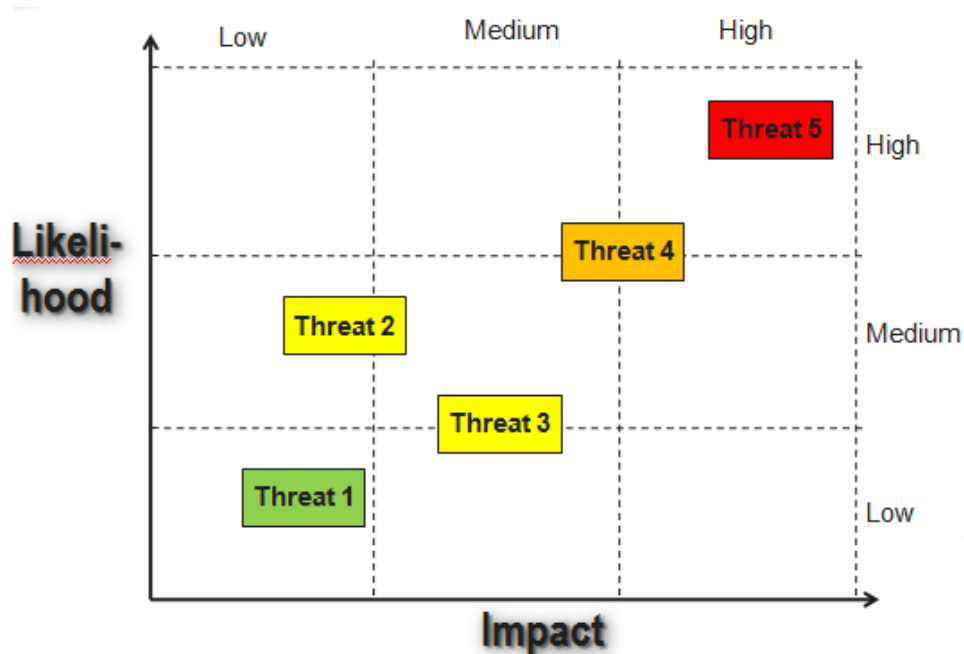 Low
Medium
High
Threat 5
High
Likeli-
hood
Threat 4
Threat 2
Medium
Threat 3
Threat 1
Low
Impact